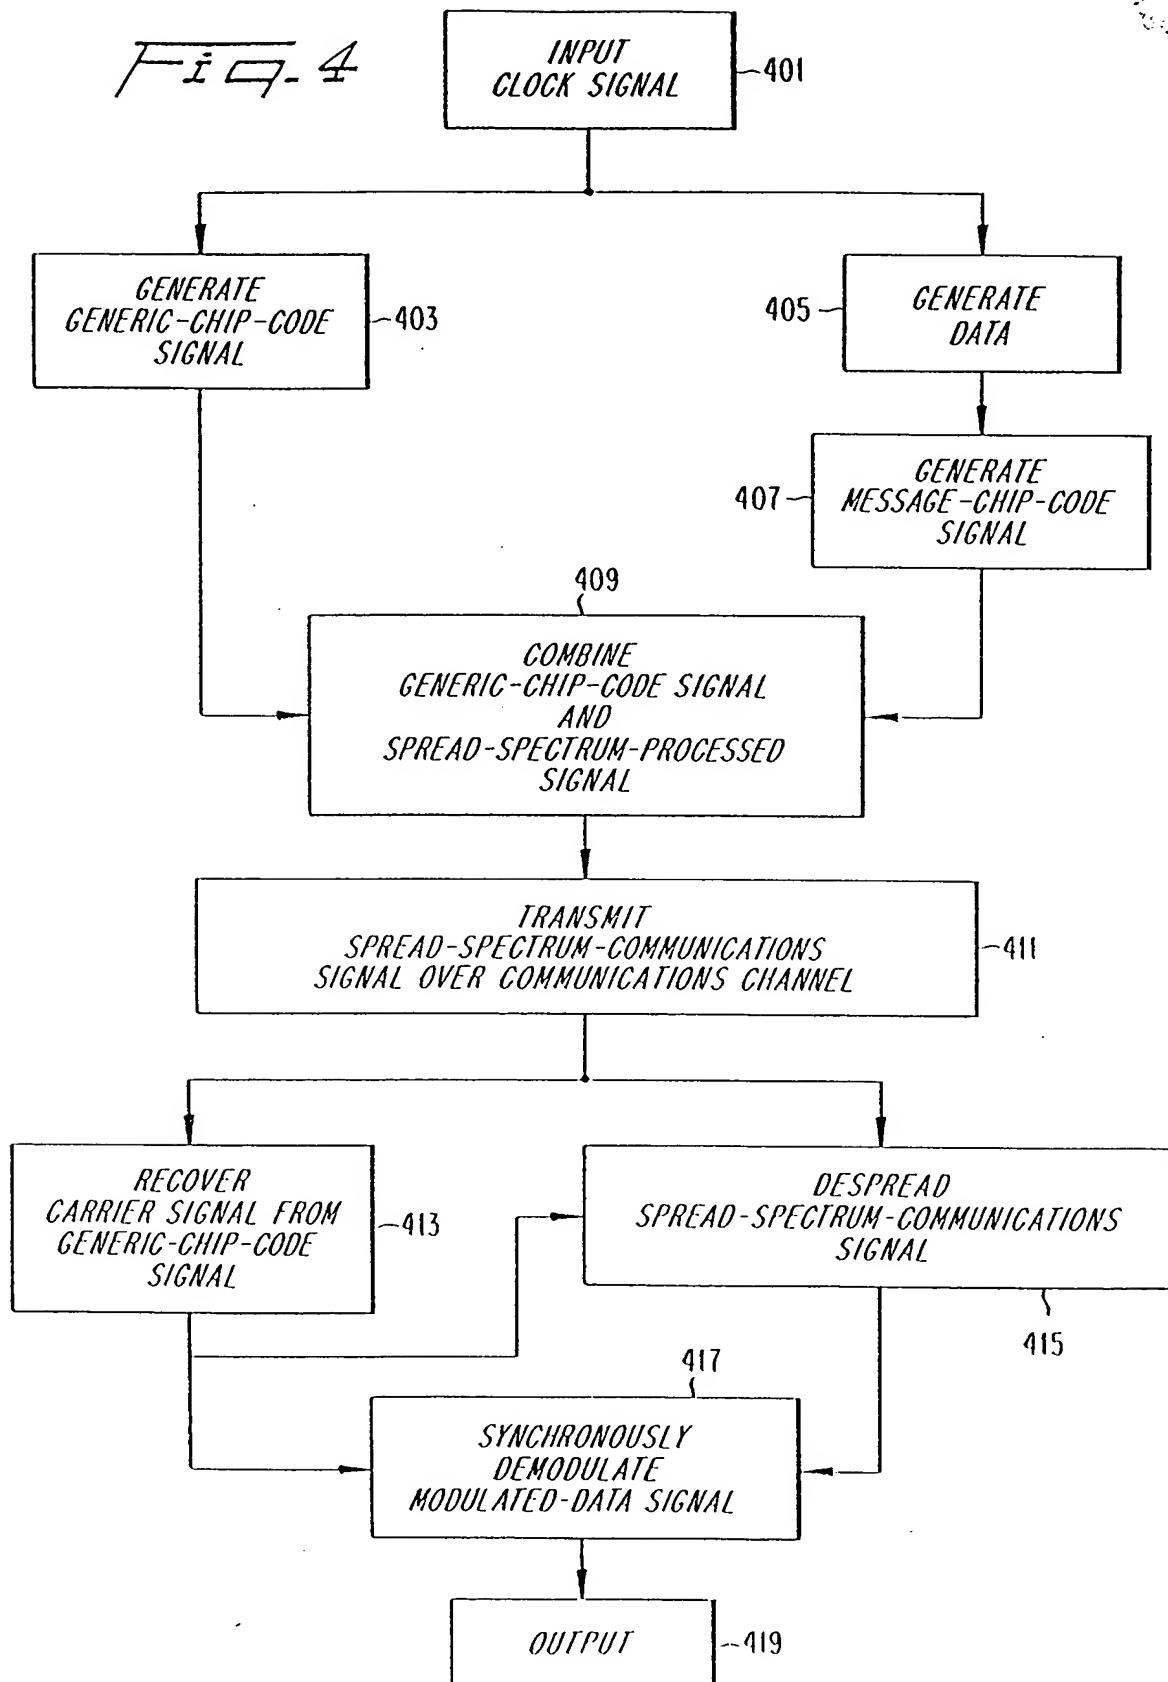 Fig. 4
INPUT
CLOCK SIGNAL
401
GENERATE
GENERIC-CHIP-CODE
SIGNAL
403
405
GENERATE
DATA
407
GENERATE
MESSAGE-CHIP-CODE
SIGNAL
409
COMBINE
GENERIC-CHIP-CODE SIGNAL
AND
SPREAD-SPECTRUM-PROCESSED
SIGNAL
TRANSMIT
SPREAD-SPECTRUM-COMMUNICATIONS
SIGNAL OVER COMMUNICATIONS CHANNEL
411
RECOVER
CARRIER SIGNAL FROM
GENERIC-CHIP-CODE
SIGNAL
413
DESPREAD
SPREAD-SPECTRUM-COMMUNICATIONS
SIGNAL
415
417
SYNCHRONOUSLY
DEMODULATE
MODULATED-DATA SIGNAL
OUTPUT
419